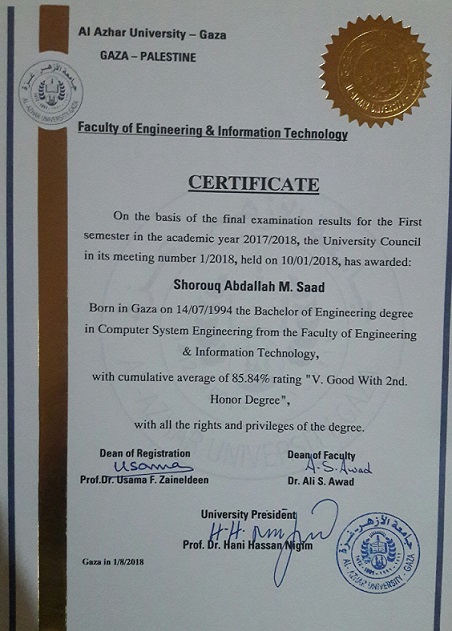 Al Azhar University – Gaza
GAZA – PALESTINE
جامعة الأزهر - غزة
AL AZHAR UNIVERSITY - GAZA
Faculty of Engineering & Information Technology
CERTIFICATE
On the basis of the final examination results for the First
semester in the academic year 2017/2018, the University Council
in its meeting number 1/2018, held on 10/01/2018, has awarded:
Shorouq Abdallah M. Saad
Born in Gaza on 14/07/1994 the Bachelor of Engineering degree
in Computer System Engineering from the Faculty of Engineering
& Information Technology,
with cumulative average of 85.84% rating "V. Good With 2nd.
Honor Degree",
with all the rights and privileges of the degree.
Dean of Registration
Usama
Prof.Dr. Usama F. Zaineldeen
Dean of Faculty
A.S. Awad
Dr. Ali S. Awad
University President
Prof. Dr. Hani Hassan Nigim
Gaza in 1/8/2018
جامعة الأزهر - غزة
AL-AZHAR UNIVERSITY - GAZA